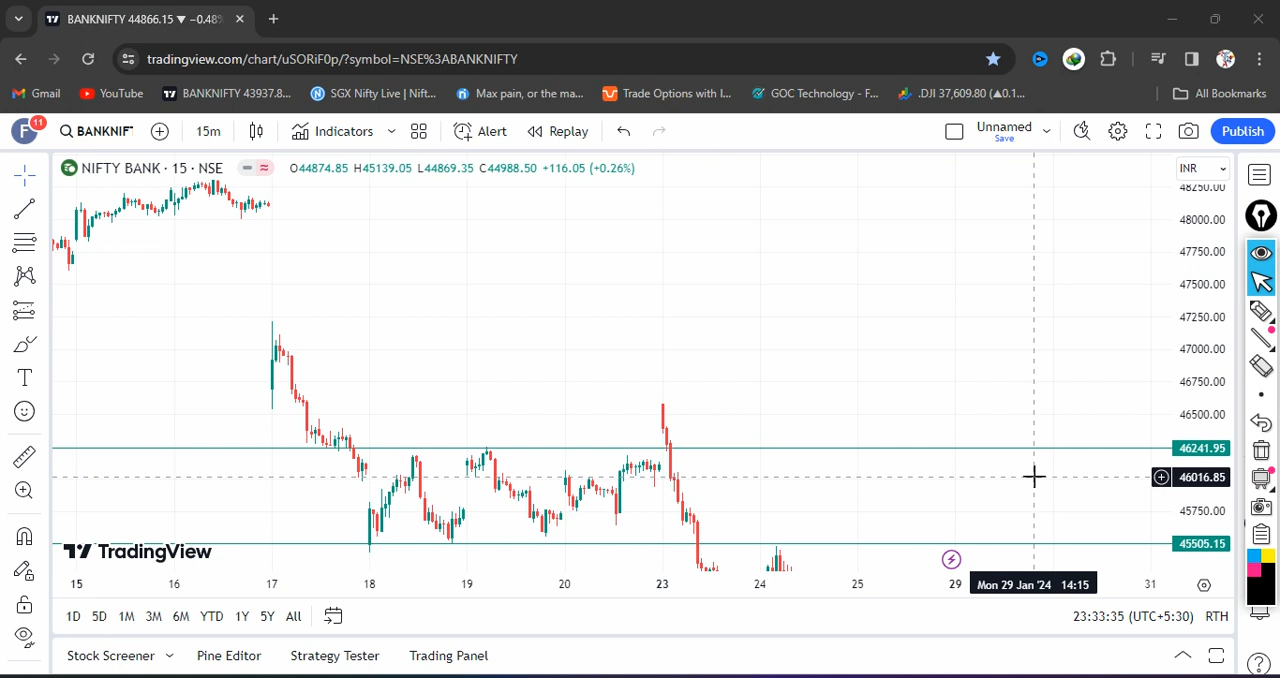 BANKNIFTY 44866.15 ▼ −0.48%
tradingview.com/chart/uSORiF0p/?symbol=NSE%3ABANKNIFTY
Gmail YouTube BANKNIFTY 43937.8... SGX Nifty Live | Nift... Max pain, or the ma... Trade Options with I... GOC Technology - F... .DJI 37,609.80 (▲0.1... All Bookmarks
F 11 BANKNIFT 15m Indicators Alert Replay Unnamed Save Publish
NIFTY BANK · 15 · NSE O44874.85 H45139.05 L44869.35 C44988.50 +116.05 (+0.26%) INR
48250.00
48000.00
47750.00
47500.00
47250.00
47000.00
46750.00
46500.00
46241.95
46016.85
45750.00
45505.15
TradingView
15 16 17 18 19 20 23 24 25 29 Mon 29 Jan '24 14:15 31
1D 5D 1M 3M 6M YTD 1Y 5Y All 23:33:35 (UTC+5:30) RTH
Stock Screener Pine Editor Strategy Tester Trading Panel